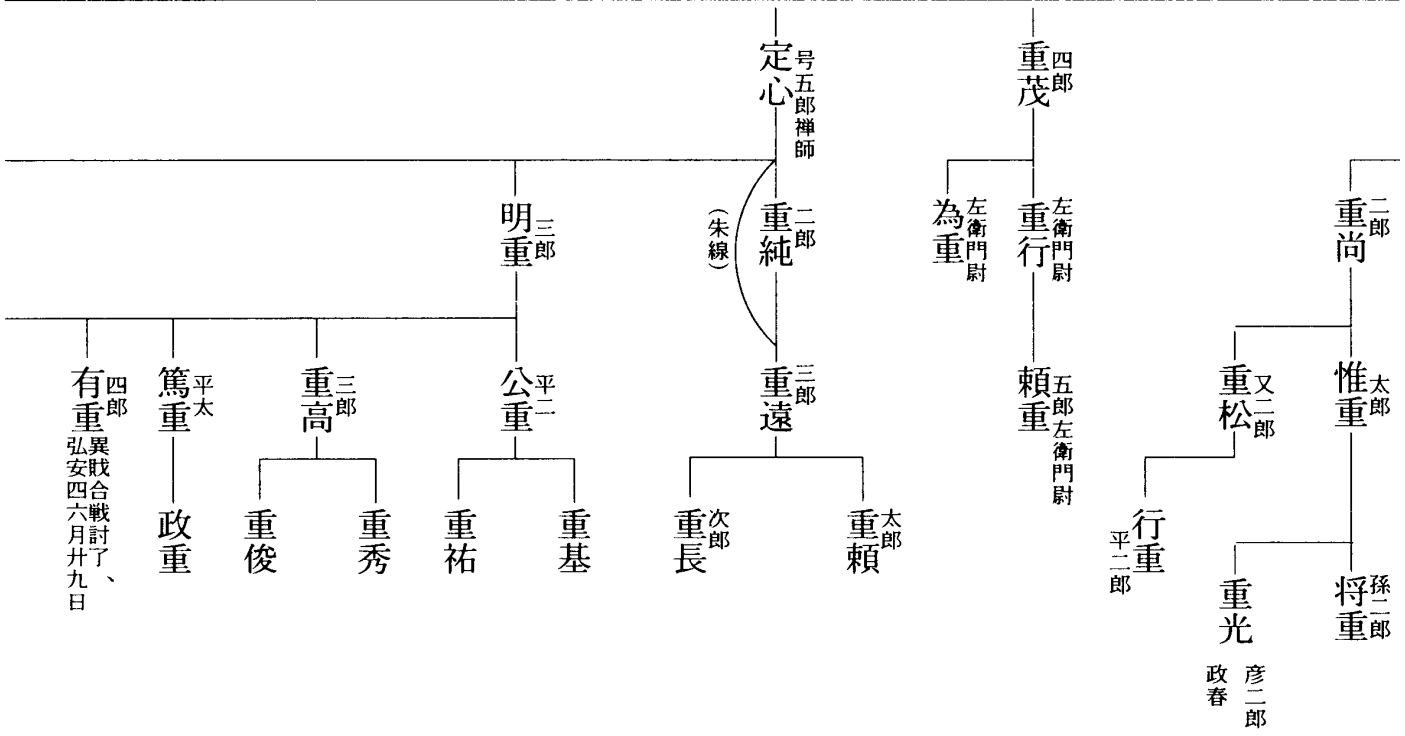 二郎
重尚
太郎
惟重
孫二郎
将重
重光
彦二郎
政春
又二郎
重松
行重
平二郎
四郎
重茂
左衛門尉
重行
五郎左衛門尉
頼重
左衛門尉
為重
号五郎禅師
定心
二郎
重純
（朱線）
三郎
重遠
太郎
重頼
次郎
重長
三郎
明重
平二
公重
重基
重祐
三郎
重高
重秀
重俊
平太
篤重
政重
四郎
有重
異賊合戦討了、
弘安四六月廾九日